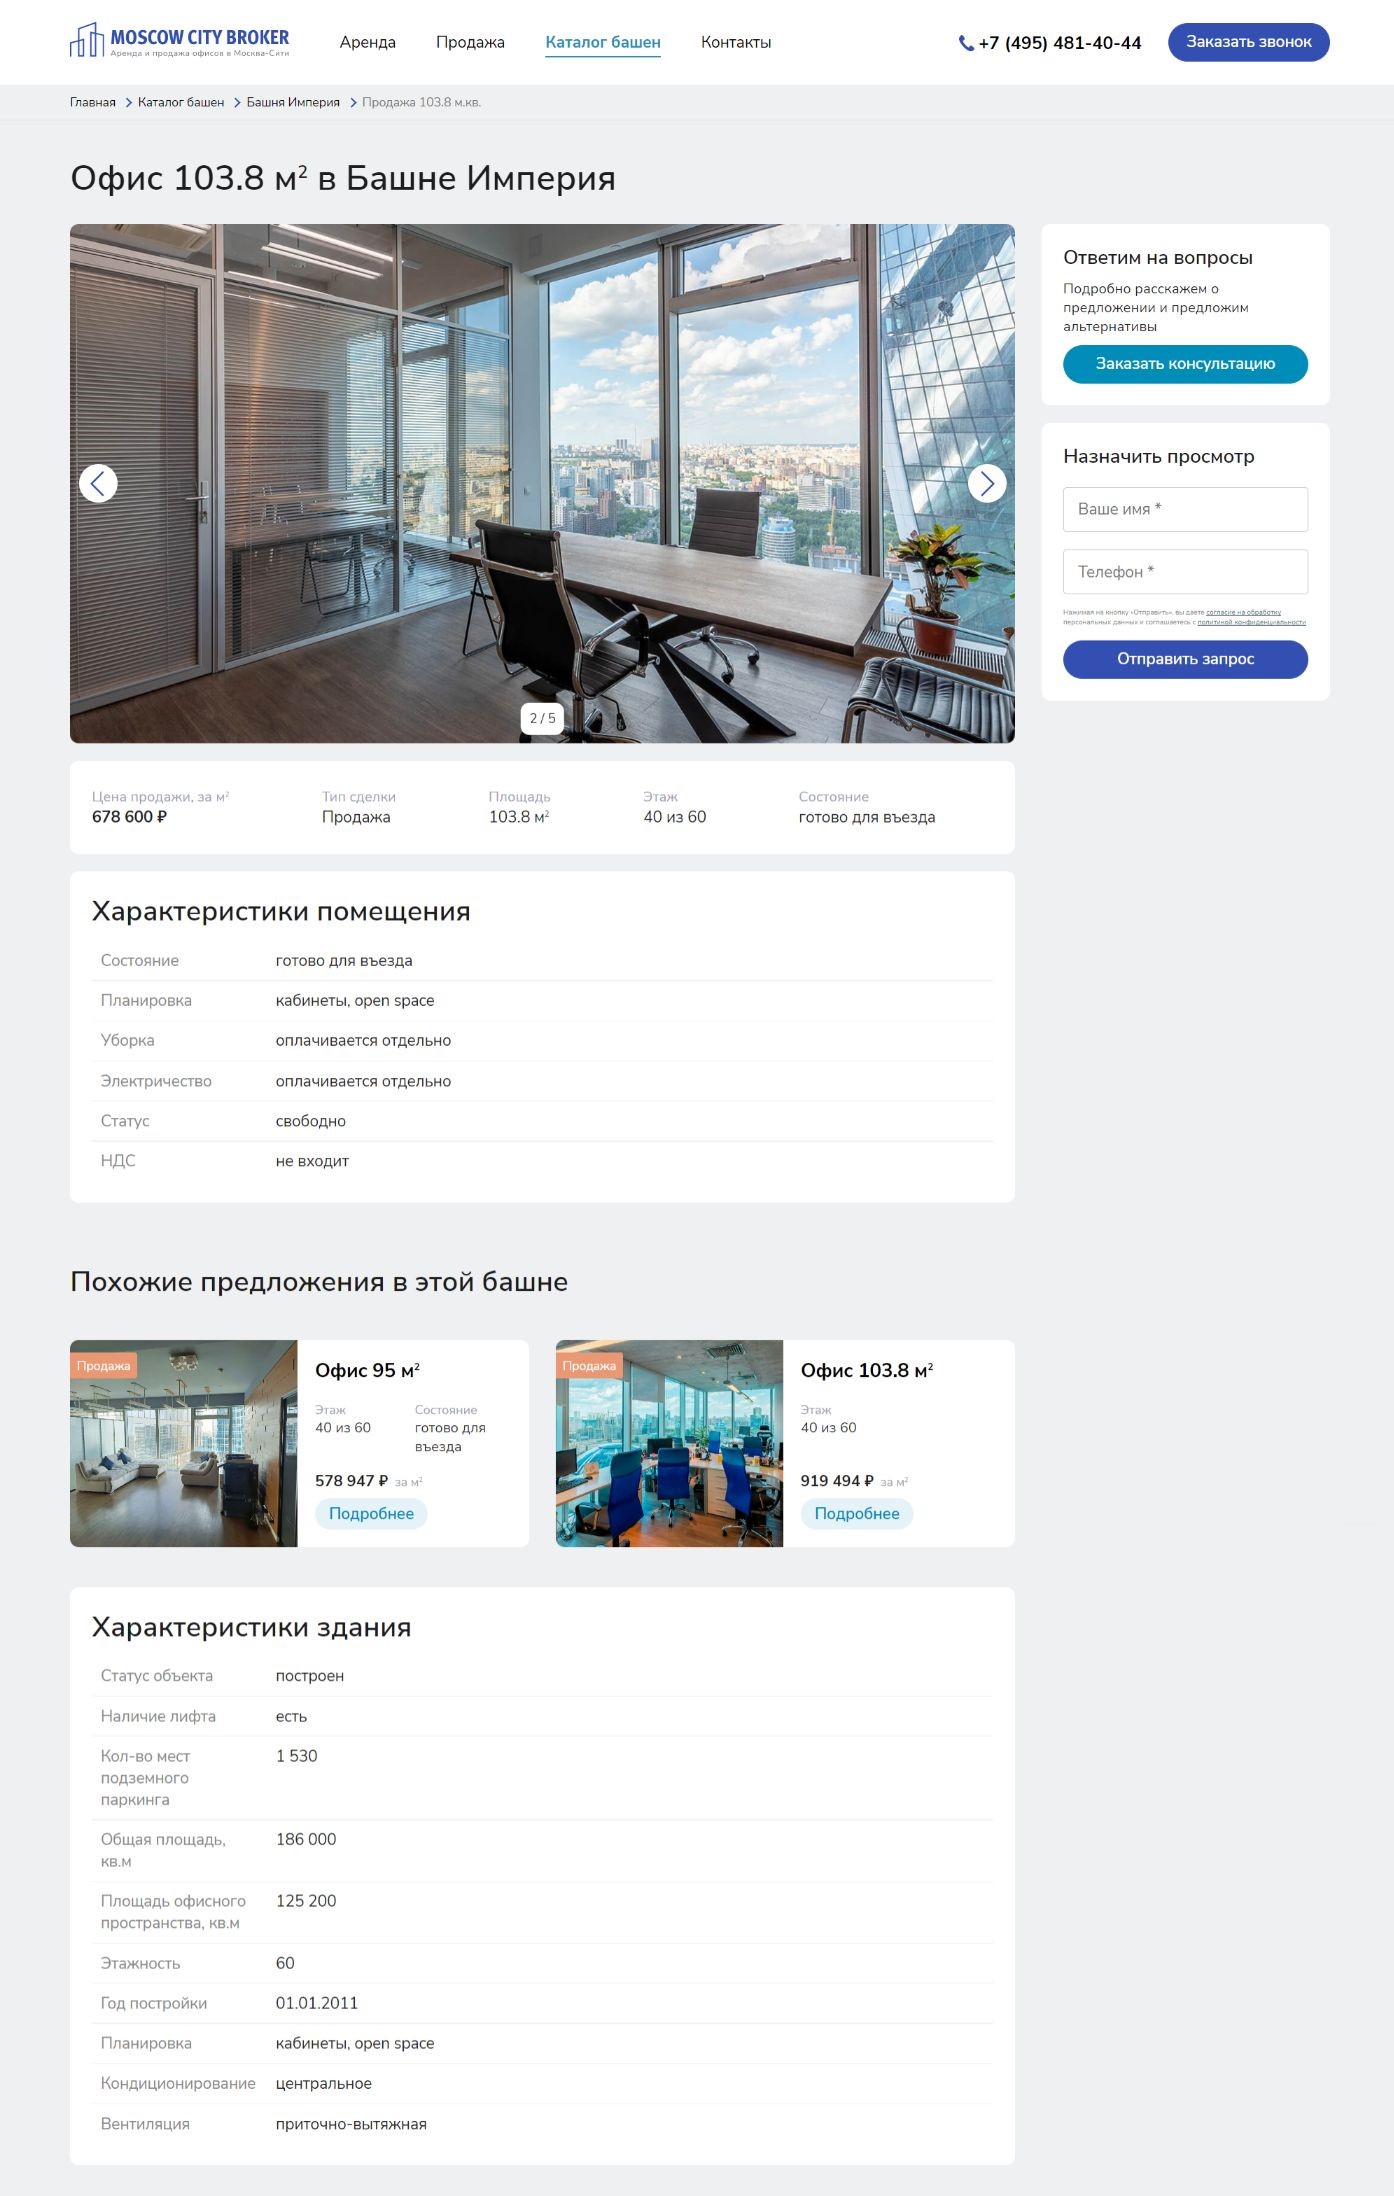 MOSCOW CITY BROKER
Аренда и продажа офисов в Москва-Сити
Аренда
Продажа
Каталог башен
Контакты
+7 (495) 481-40-44
Заказать звонок
Главная
Каталог башен
Башня Империя
Продажа 103.8 м.кв.
Офис 103.8 м² в Башне Империя
2 / 5
Ответим на вопросы
Подробно расскажем о
предложении и предложим
альтернативы
Заказать консультацию
Назначить просмотр
Ваше имя *
Телефон *
Нажимая на кнопку «Отправить», вы даете согласие на обработку
персональных данных и соглашаетесь с политикой конфиденциальности
Отправить запрос
Цена продажи, за м²
678 600 ₽
Тип сделки
Продажа
Площадь
103.8 м²
Этаж
40 из 60
Состояние
готово для въезда
Характеристики помещения
Состояние готово для въезда
Планировка кабинеты, open space
Уборка оплачивается отдельно
Электричество оплачивается отдельно
Статус свободно
НДС не входит
Похожие предложения в этой башне
Продажа
Офис 95 м²
Этаж
40 из 60
Состояние
готово для
въезда
578 947 ₽ за м²
Подробнее
Продажа
Офис 103.8 м²
Этаж
40 из 60
919 494 ₽ за м²
Подробнее
Характеристики здания
Статус объекта построен
Наличие лифта есть
Кол-во мест 1 530
подземного
паркинга
Общая площадь, 186 000
кв.м
Площадь офисного 125 200
пространства, кв.м
Этажность 60
Год постройки 01.01.2011
Планировка кабинеты, open space
Кондиционирование центральное
Вентиляция приточно-вытяжная